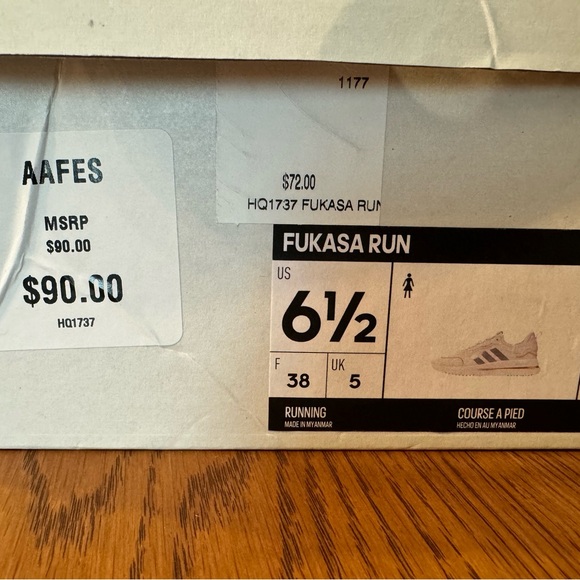 AAFES
MSRP
$90.00
$90.00
HQ1737
1177
$72.00
HQ1737 FUKASA RUN
FUKASA RUN
US
6½
F
38
UK
5
RUNNING
MADE IN MYANMAR
COURSE A PIED
HECHO EN AU MYANMAR